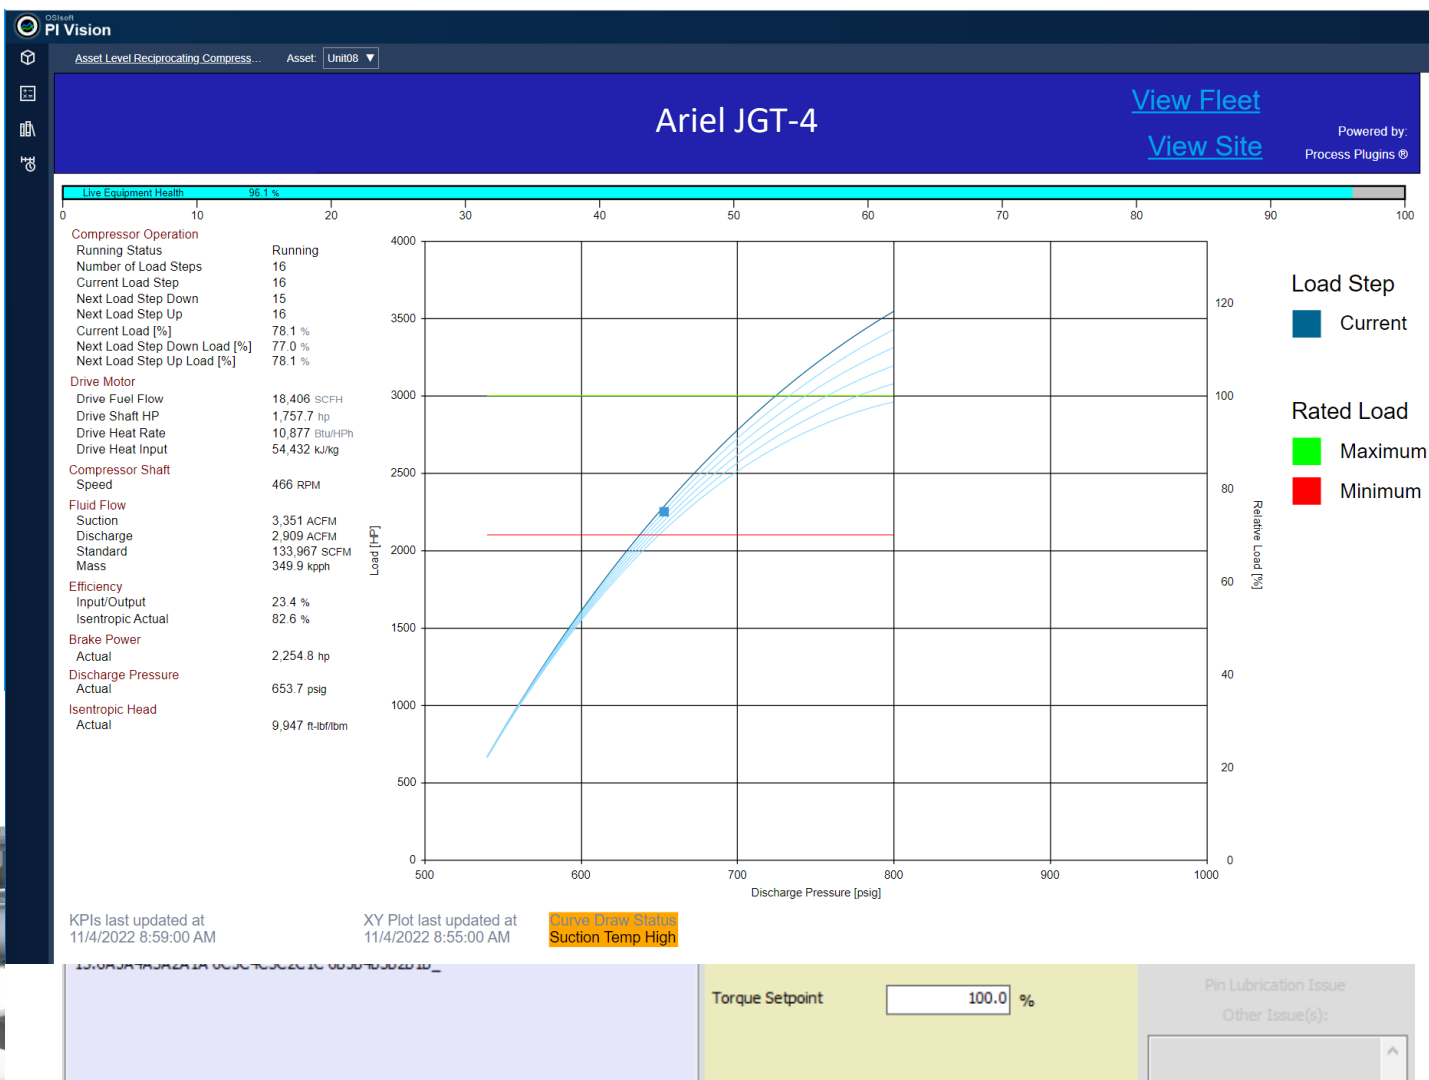 OSIsoft
PI Vision
Asset Level Reciprocating Compress...
Asset: Unit08 ▼
Ariel JGT-4
View Fleet
View Site
Powered by:
Process Plugins ®
Live Equipment Health 96.1 %
0 10 20 30 40 50 60 70 80 90 100
Compressor Operation
Running Status Running
Number of Load Steps 16
Current Load Step 16
Next Load Step Down 15
Next Load Step Up 16
Current Load [%] 78.1 %
Next Load Step Down Load [%] 77.0 %
Next Load Step Up Load [%] 78.1 %
Drive Motor
Drive Fuel Flow 18,406 SCFH
Drive Shaft HP 1,757.7 hp
Drive Heat Rate 10,877 Btu/HPh
Drive Heat Input 54,432 kJ/kg
Compressor Shaft
Speed 466 RPM
Fluid Flow
Suction 3,351 ACFM
Discharge 2,909 ACFM
Standard 133,967 SCFM
Mass 349.9 kpph
Efficiency
Input/Output 23.4 %
Isentropic Actual 82.6 %
Brake Power
Actual 2,254.8 hp
Discharge Pressure
Actual 653.7 psig
Isentropic Head
Actual 9,947 ft-lbf/lbm
4000
3500
3000
2500
2000
1500
1000
500
0
Load [HP]
500 600 700 800 900 1000
Discharge Pressure [psig]
120
100
80
60
40
20
0
Relative Load [%]
Load Step
Current
Rated Load
Maximum
Minimum
KPIs last updated at
11/4/2022 8:59:00 AM
XY Plot last updated at
11/4/2022 8:55:00 AM
Curve Draw Status
Suction Temp High
Torque Setpoint 100.0 %
Pin Lubrication Issue
Other Issue(s):